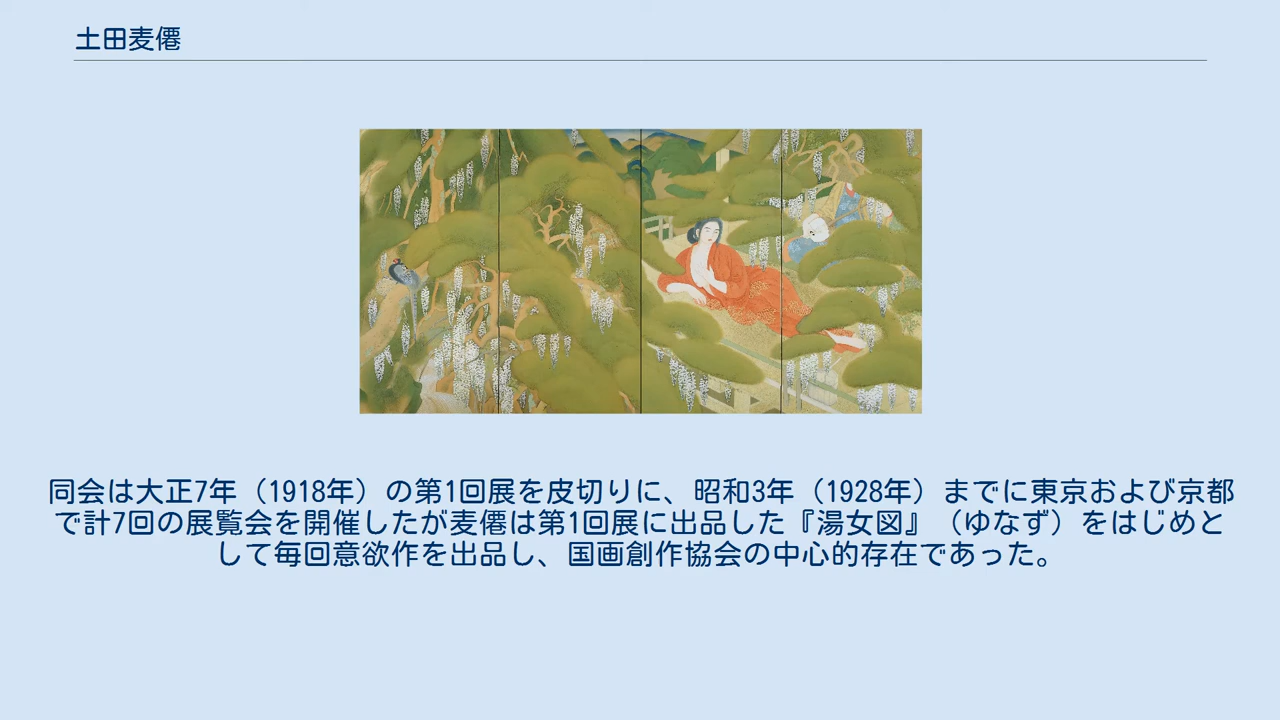 土田麦僊
同会は大正7年（1918年）の第1回展を皮切りに、昭和3年（1928年）までに東京および京都
で計7回の展覧会を開催したが麦僊は第1回展に出品した『湯女図』（ゆなず）をはじめと
して毎回意欲作を出品し、国画創作協会の中心的存在であった。